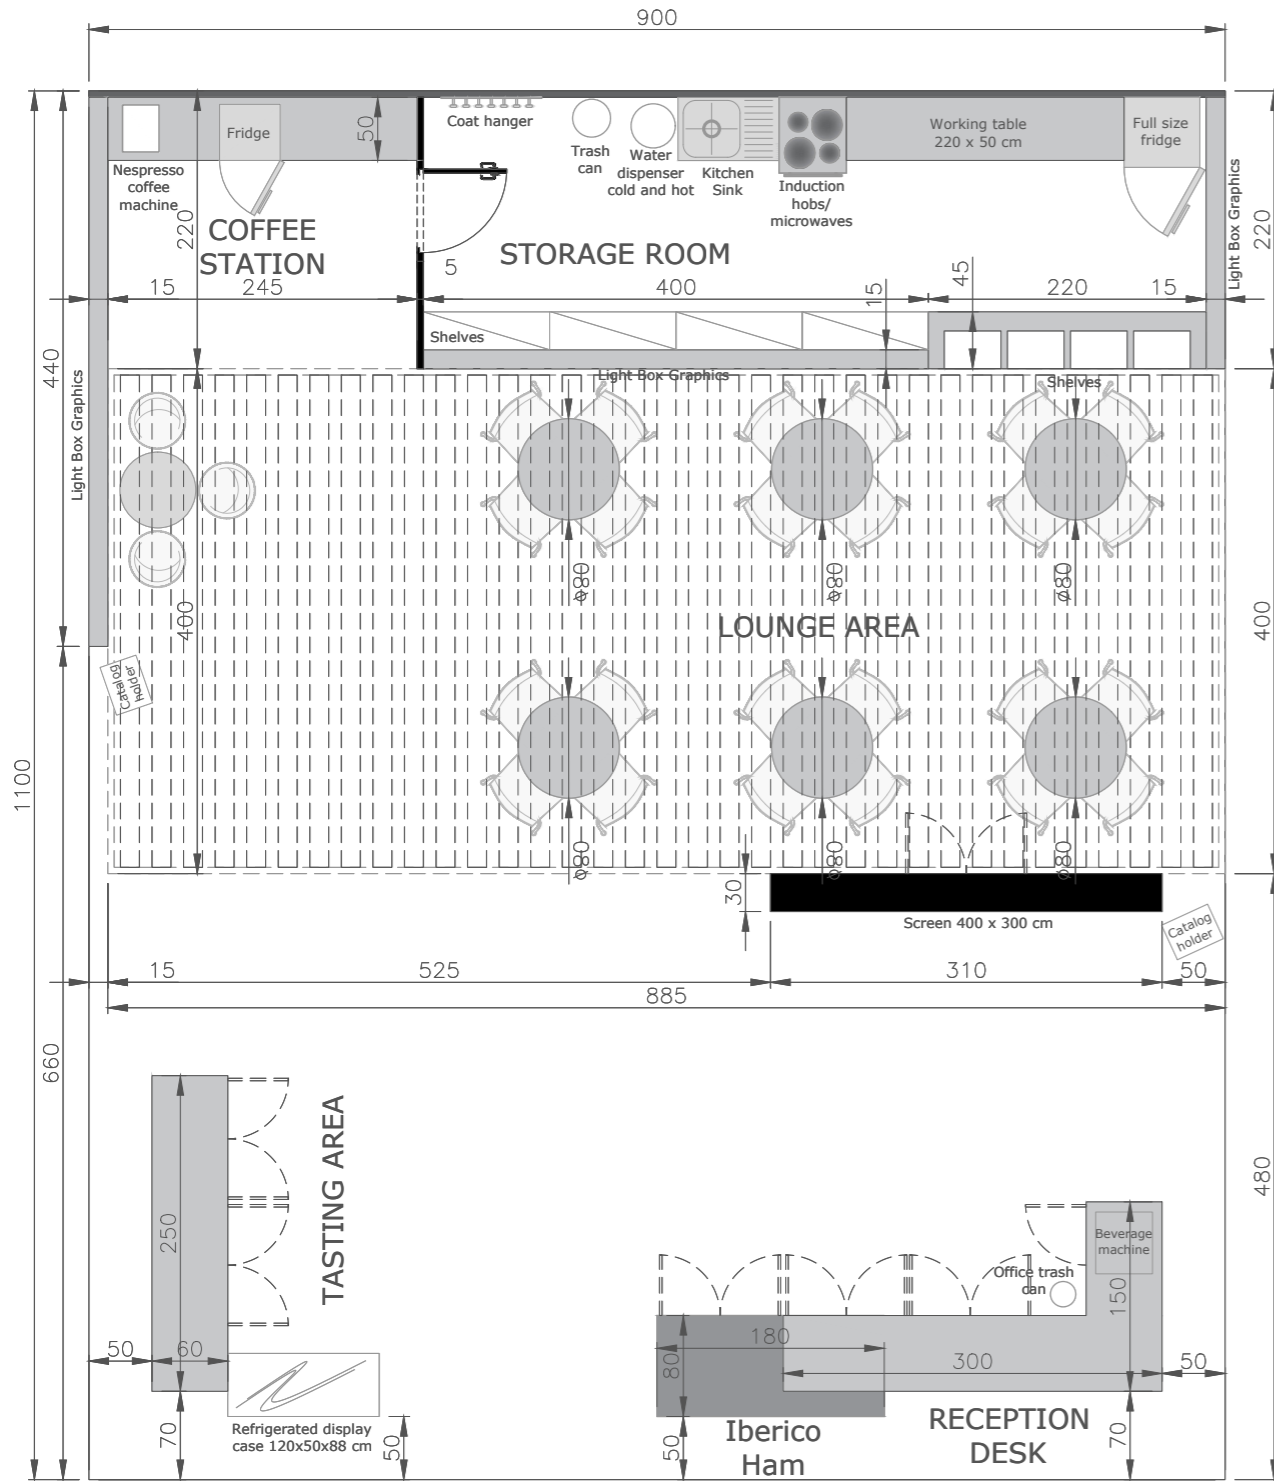 900
Fridge
50
Coat hanger
Trash
can
Water
dispenser
cold and hot
Kitchen
Sink
Induction
hobs/
microwaves
Working table
220 x 50 cm
Full size
fridge
Nespresso
coffee
machine
220
COFFEE
STATION
STORAGE ROOM
Light Box Graphics
220
15
245
5
400
15
45
220
15
Shelves
440
Light Box Graphics
Light Box Graphics
Shelves
ø80
ø80
ø80
400
LOUNGE AREA
400
Catalog
holder
1100
ø80
ø80
ø80
30
Screen 400 x 300 cm
Catalog
holder
15
525
310
50
885
660
TASTING AREA
250
480
Beverage
machine
Office trash
can
150
50
60
180
80
300
50
70
Refrigerated display
case 120x50x88 cm
50
50
Iberico
Ham
RECEPTION
DESK
70